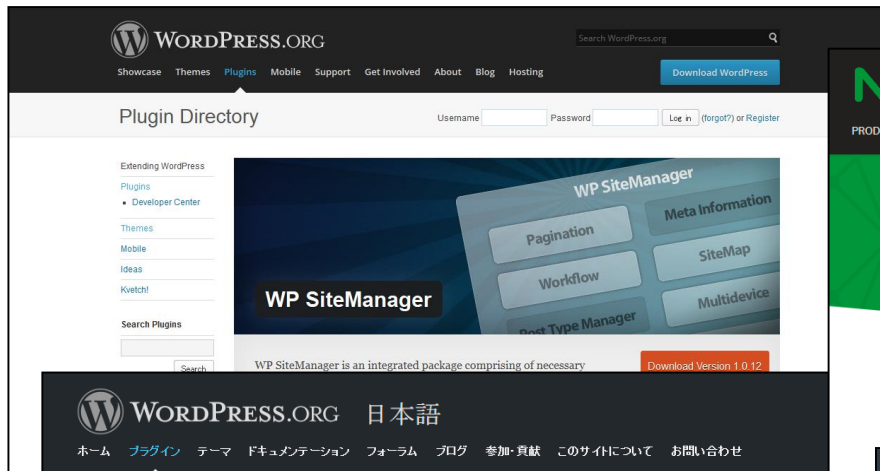 WORDPRESS.ORG
Search WordPress.org
Showcase Themes Plugins Mobile Support Get Involved About Blog Hosting
Download WordPress
Plugin Directory
Username Password Log in (forgot?) or Register
PROD
Extending WordPress
Plugins
Developer Center
Themes
Mobile
Ideas
Kvetch!
Search Plugins
Search
WP SiteManager
Pagination
Meta Information
Workflow
SiteMap
Post Type Manager
Multidevice
WP SiteManager
WP SiteManager is an integrated package comprising of necessary
Download Version 1.0.12
WORDPRESS.ORG 日本語
ホーム プラグイン テーマ ドキュメンテーション フォーラム ブログ 参加・貢献 このサイトについて お問い合わせ